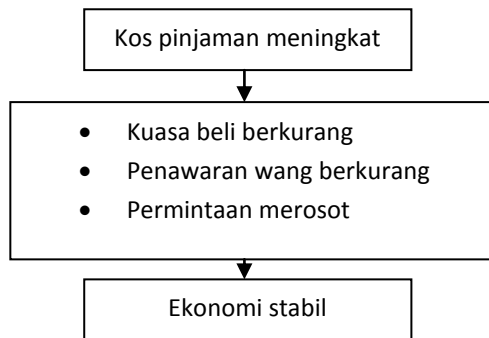 Kos pinjaman meningkat
• Kuasa beli berkurang
• Penawaran wang berkurang
• Permintaan merosot
Ekonomi stabil